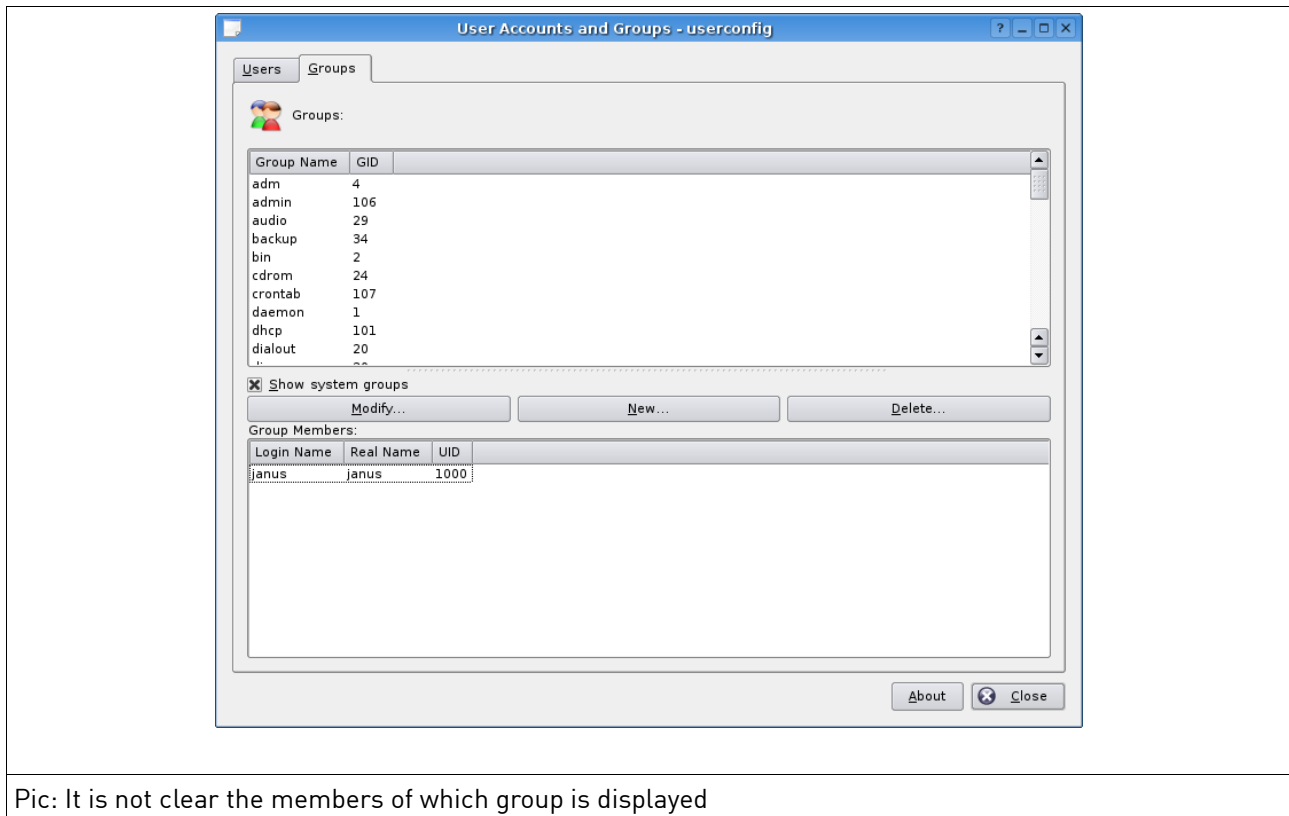 User Accounts and Groups - userconfig
Users Groups
Groups:
Group Name GID
adm 4
admin 106
audio 29
backup 34
bin 2
cdrom 24
crontab 107
daemon 1
dhcp 101
dialout 20
Show system groups
Modify... New... Delete...
Group Members:
Login Name Real Name UID
janus janus 1000
About Close
Pic: It is not clear the members of which group is displayed